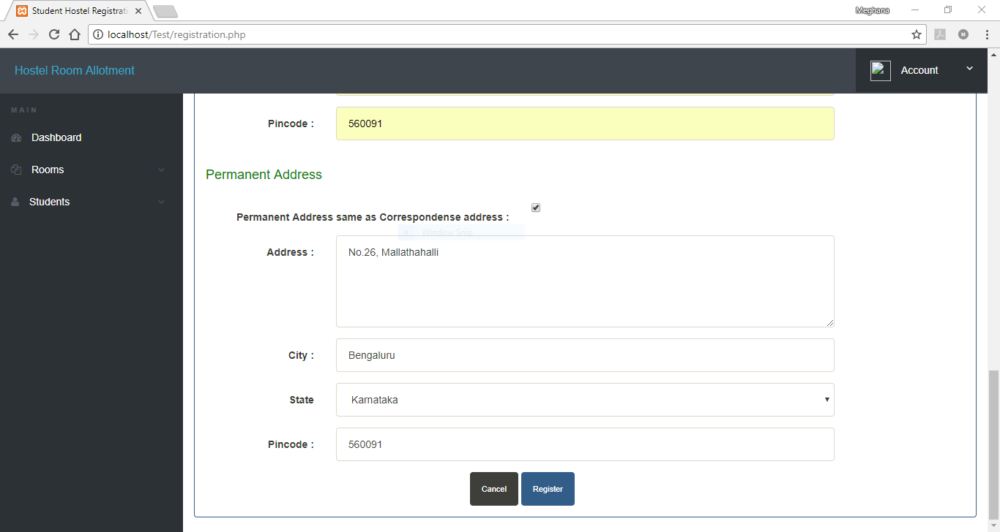 Student Hostel Registrati
Meghana
localhost/Test/registration.php
M
Hostel Room Allotment
Account
MAIN
Dashboard
Rooms
Students
Pincode :
560091
Permanent Address
Permanent Address same as Correspondense address :
Window Snip
Address :
No.26, Mallathahalli
City :
Bengaluru
State
Karnataka
Pincode :
560091
Cancel
Register